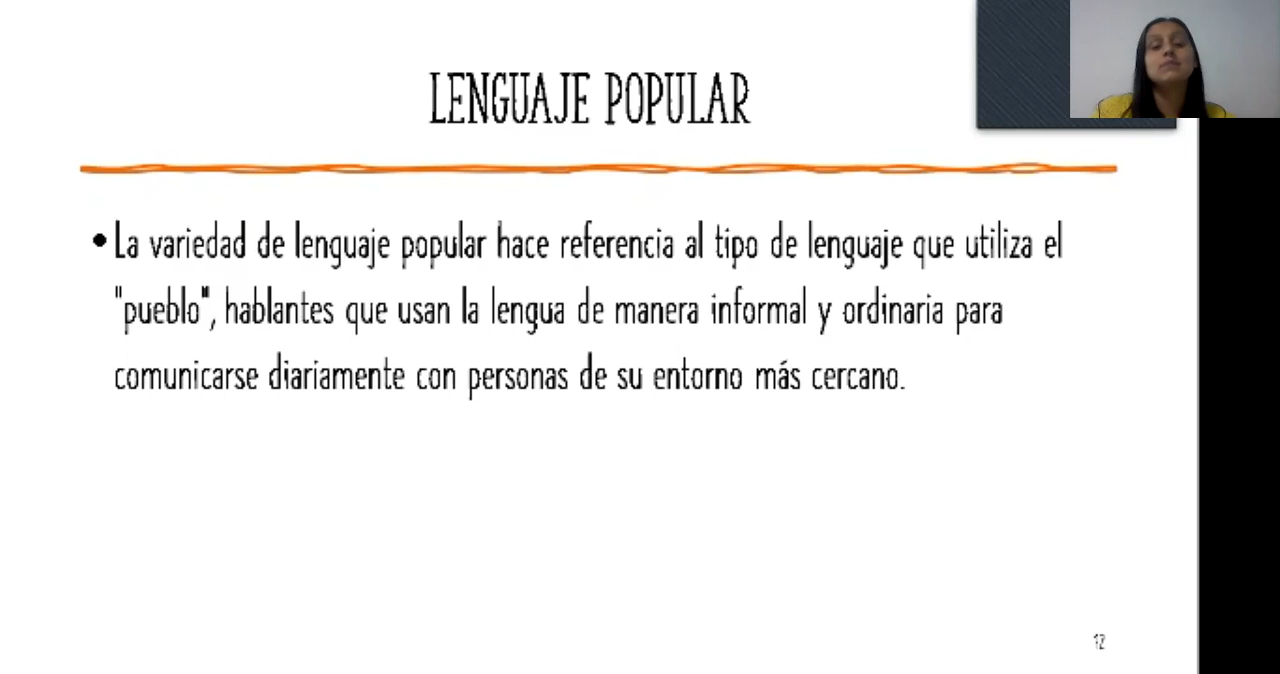 LENGUAJE POPULAR
•La variedad de lenguaje popular hace referencia al tipo de lenguaje que utiliza el
"pueblo", hablantes que usan la lengua de manera informal y ordinaria para
comunicarse diariamente con personas de su entorno más cercano.
12